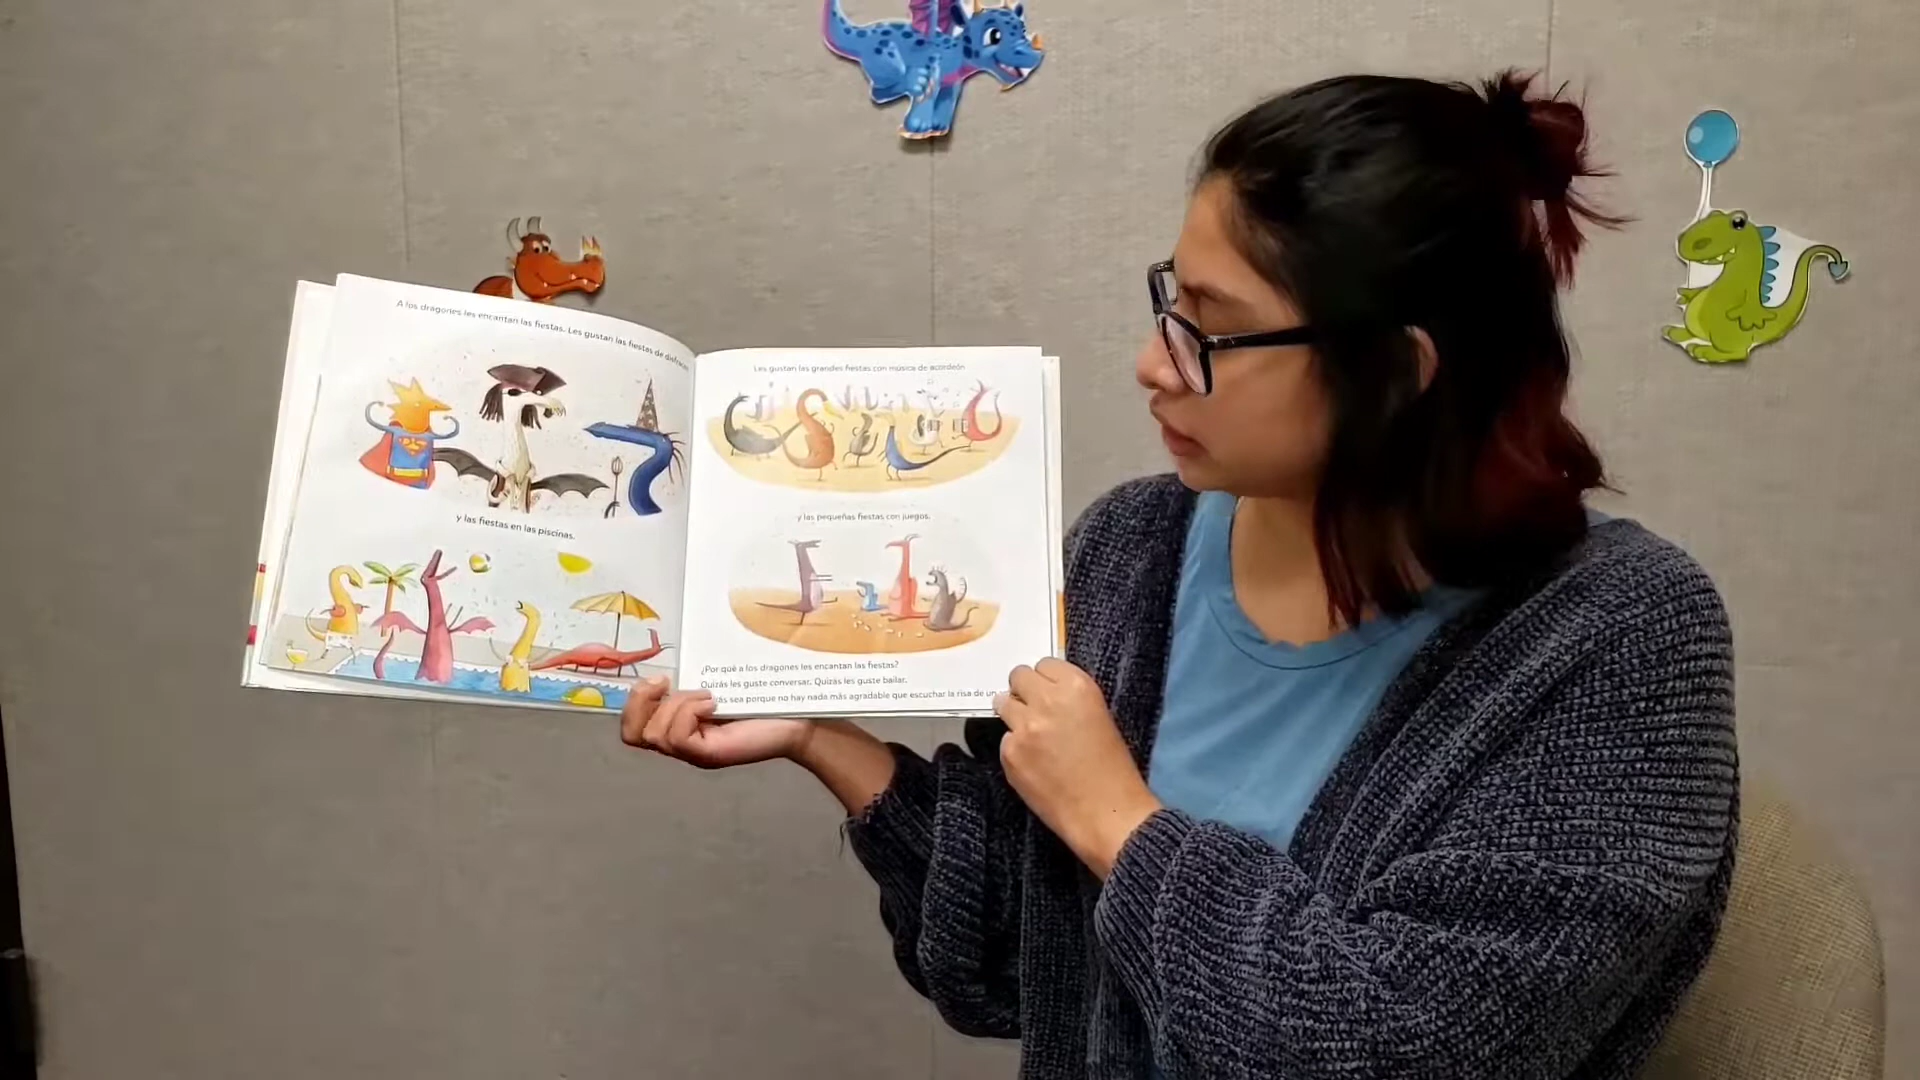 A los dragones les encantan las fiestas. Les gustan las fiestas de disfraces
y las fiestas en las piscinas.
Les gustan las grandes fiestas con música de acordeón
y las pequeñas fiestas con juegos.
¿Por qué a los dragones les encantan las fiestas?
Quizás les guste conversar. Quizás les guste bailar.
sea porque no hay nada más agradable que escuchar la risa de un